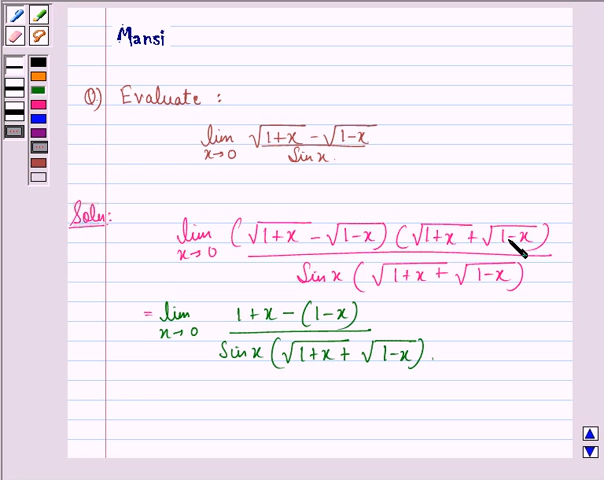 Mansi
Q) Evaluate :
lim x→0 (√(1+x) − √(1−x)) / Sin x.
Soln:
lim x→0 (√(1+x) − √(1−x)) (√(1+x) + √(1−x)) / Sin x (√(1+x) + √(1−x))
= lim x→0 1+x − (1−x) / Sin x (√(1+x) + √(1−x)).